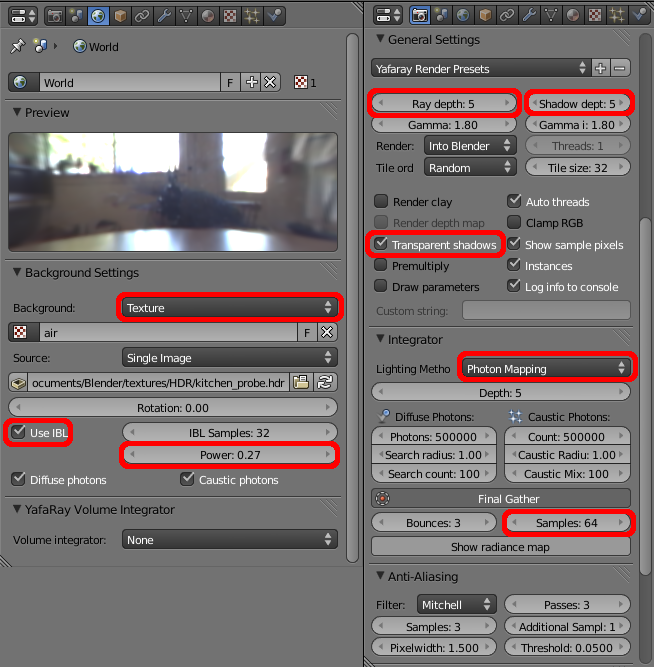 World
World F 1
Preview
Background Settings
Background: Texture
air F
Source: Single Image
ocuments/Blender/textures/HDR/kitchen_probe.hdr
Rotation: 0.00
Use IBL IBL Samples: 32
Power: 0.27
Diffuse photons Caustic photons
YafaRay Volume Integrator
Volume integrator: None
General Settings
Yafaray Render Presets
Ray depth: 5 Shadow dept: 5
Gamma: 1.80 Gamma i: 1.80
Render: Into Blender Threads: 1
Tile ord Random Tile size: 32
Render clay Auto threads
Render depth map Clamp RGB
Transparent shadows Show sample pixels
Premultiply Instances
Draw parameters Log info to console
Custom string:
Integrator
Lighting Metho Photon Mapping
Depth: 5
Diffuse Photons: Caustic Photons:
Photons: 500000 Count: 500000
Search radius: 1.00 Caustic Radiu: 1.00
Search count: 100 Caustic Mix: 100
Final Gather
Bounces: 3 Samples: 64
Show radiance map
Anti-Aliasing
Filter: Mitchell Passes: 3
Samples: 3 Additional Sampl: 1
Pixelwidth: 1.500 Threshold: 0.0500